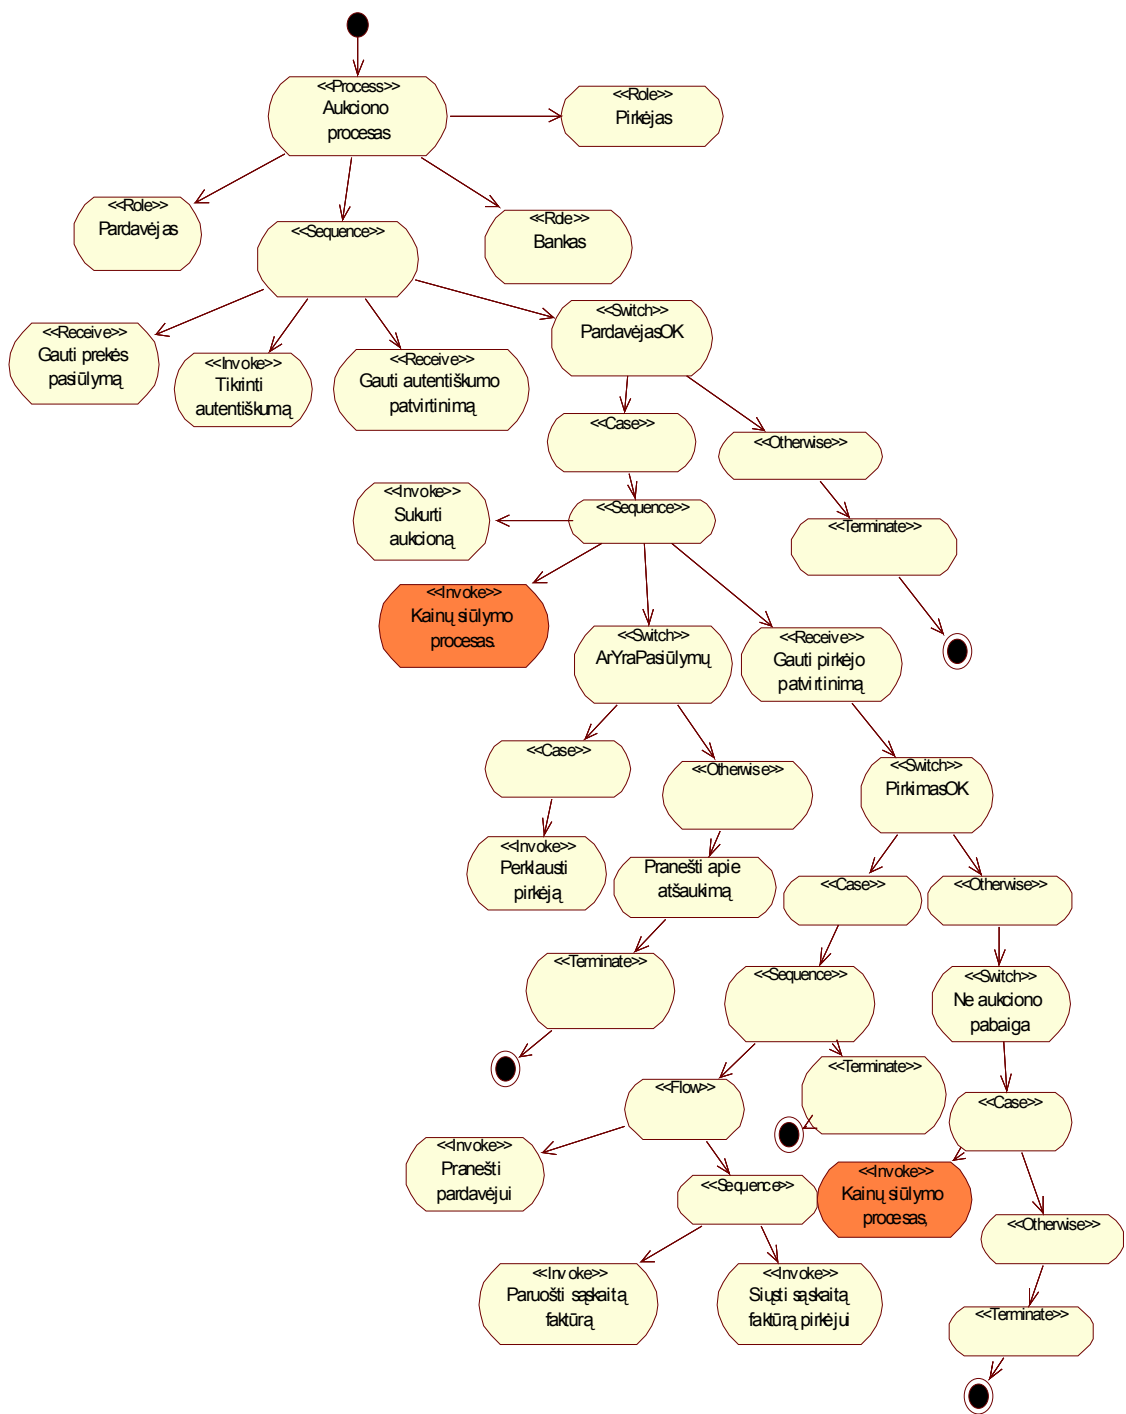 <<Process>>
Aukciono
procesas
<<Role>>
Pirkėjas
<<Role>>
Pardavėjas
<<Sequence>>
<<Role>>
Bankas
<<Receive>>
Gauti prekės
pasiūlymą
<<Invoke>>
Tikrinti
autentiškumą
<<Receive>>
Gauti autentiškumo
patvirtinimą
<<Switch>>
PardavėjasOK
<<Case>>
<<Otherwise>>
<<Invoke>>
Sukurti
aukcioną
<<Sequence>>
<<Terminate>>
<<Invoke>>
Kainų siūlymo
procesas.
<<Switch>>
ArYraPasiūlymų
<<Receive>>
Gauti pirkėjo
patvirtinimą
<<Case>>
<<Otherwise>>
<<Switch>>
PirkimasOK
<<Invoke>>
Perklausti
pirkėją
Pranešti apie
atšaukimą
<<Case>>
<<Otherwise>>
<<Terminate>>
<<Sequence>>
<<Switch>>
Ne aukciono
pabaiga
<<Flow>>
<<Terminate>>
<<Case>>
<<Invoke>>
Pranešti
pardavėjui
<<Sequence>>
<<Invoke>>
Kainų siūlymo
procesas,
<<Otherwise>>
<<Invoke>>
Paruošti sąskaitą
faktūrą
<<Invoke>>
Siųsti sąskaitą
faktūrą pirkėjui
<<Terminate>>